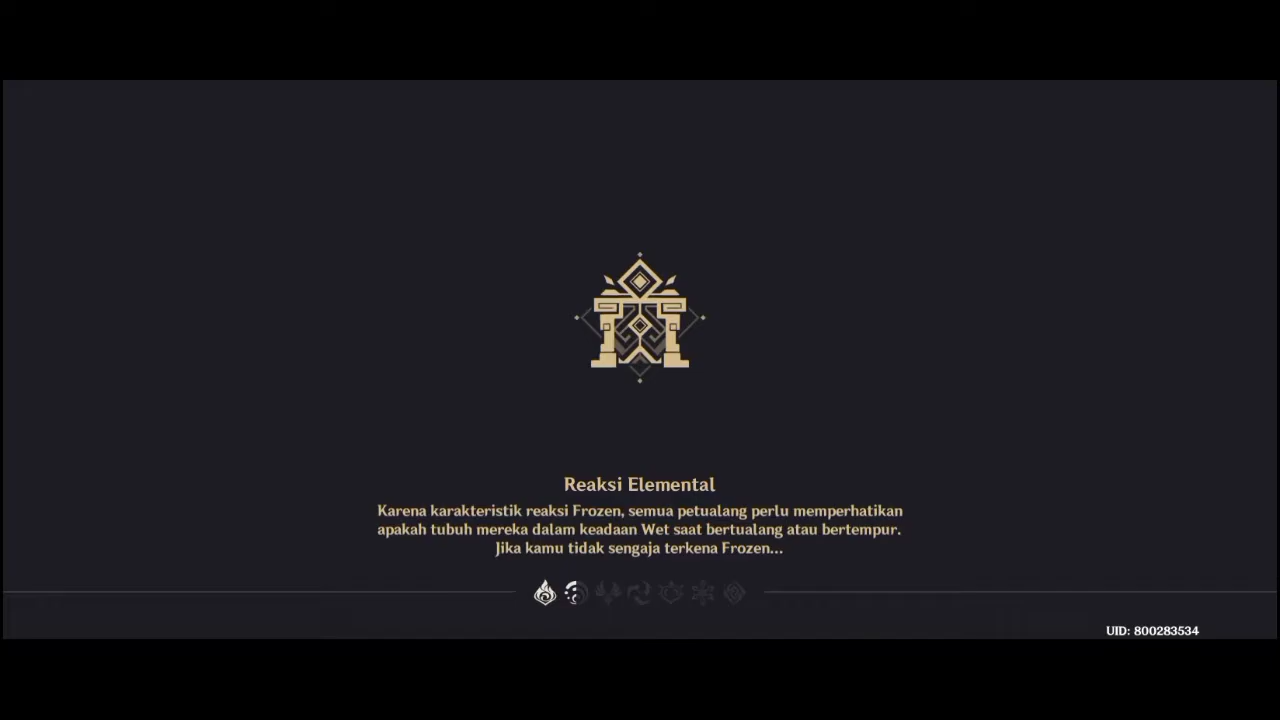 Reaksi Elemental
Karena karakteristik reaksi Frozen, semua petualang perlu memperhatikan
apakah tubuh mereka dalam keadaan Wet saat bertualang atau bertempur.
Jika kamu tidak sengaja terkena Frozen...
UID: 800283534